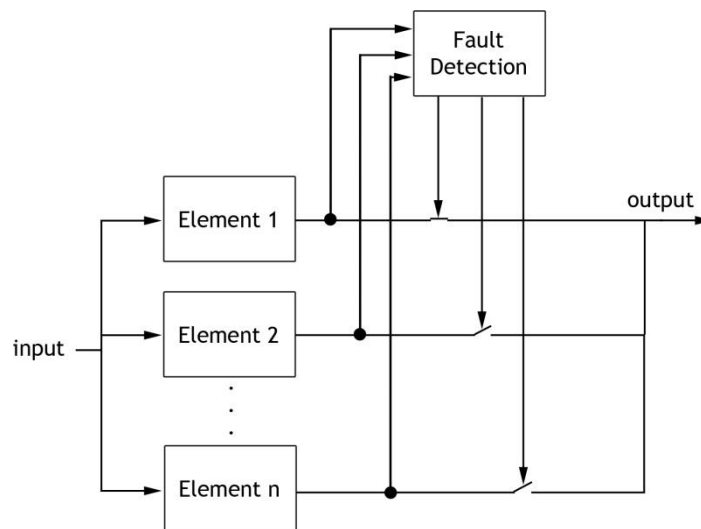 Fault
Detection
Element 1
output
Element 2
input
Element n